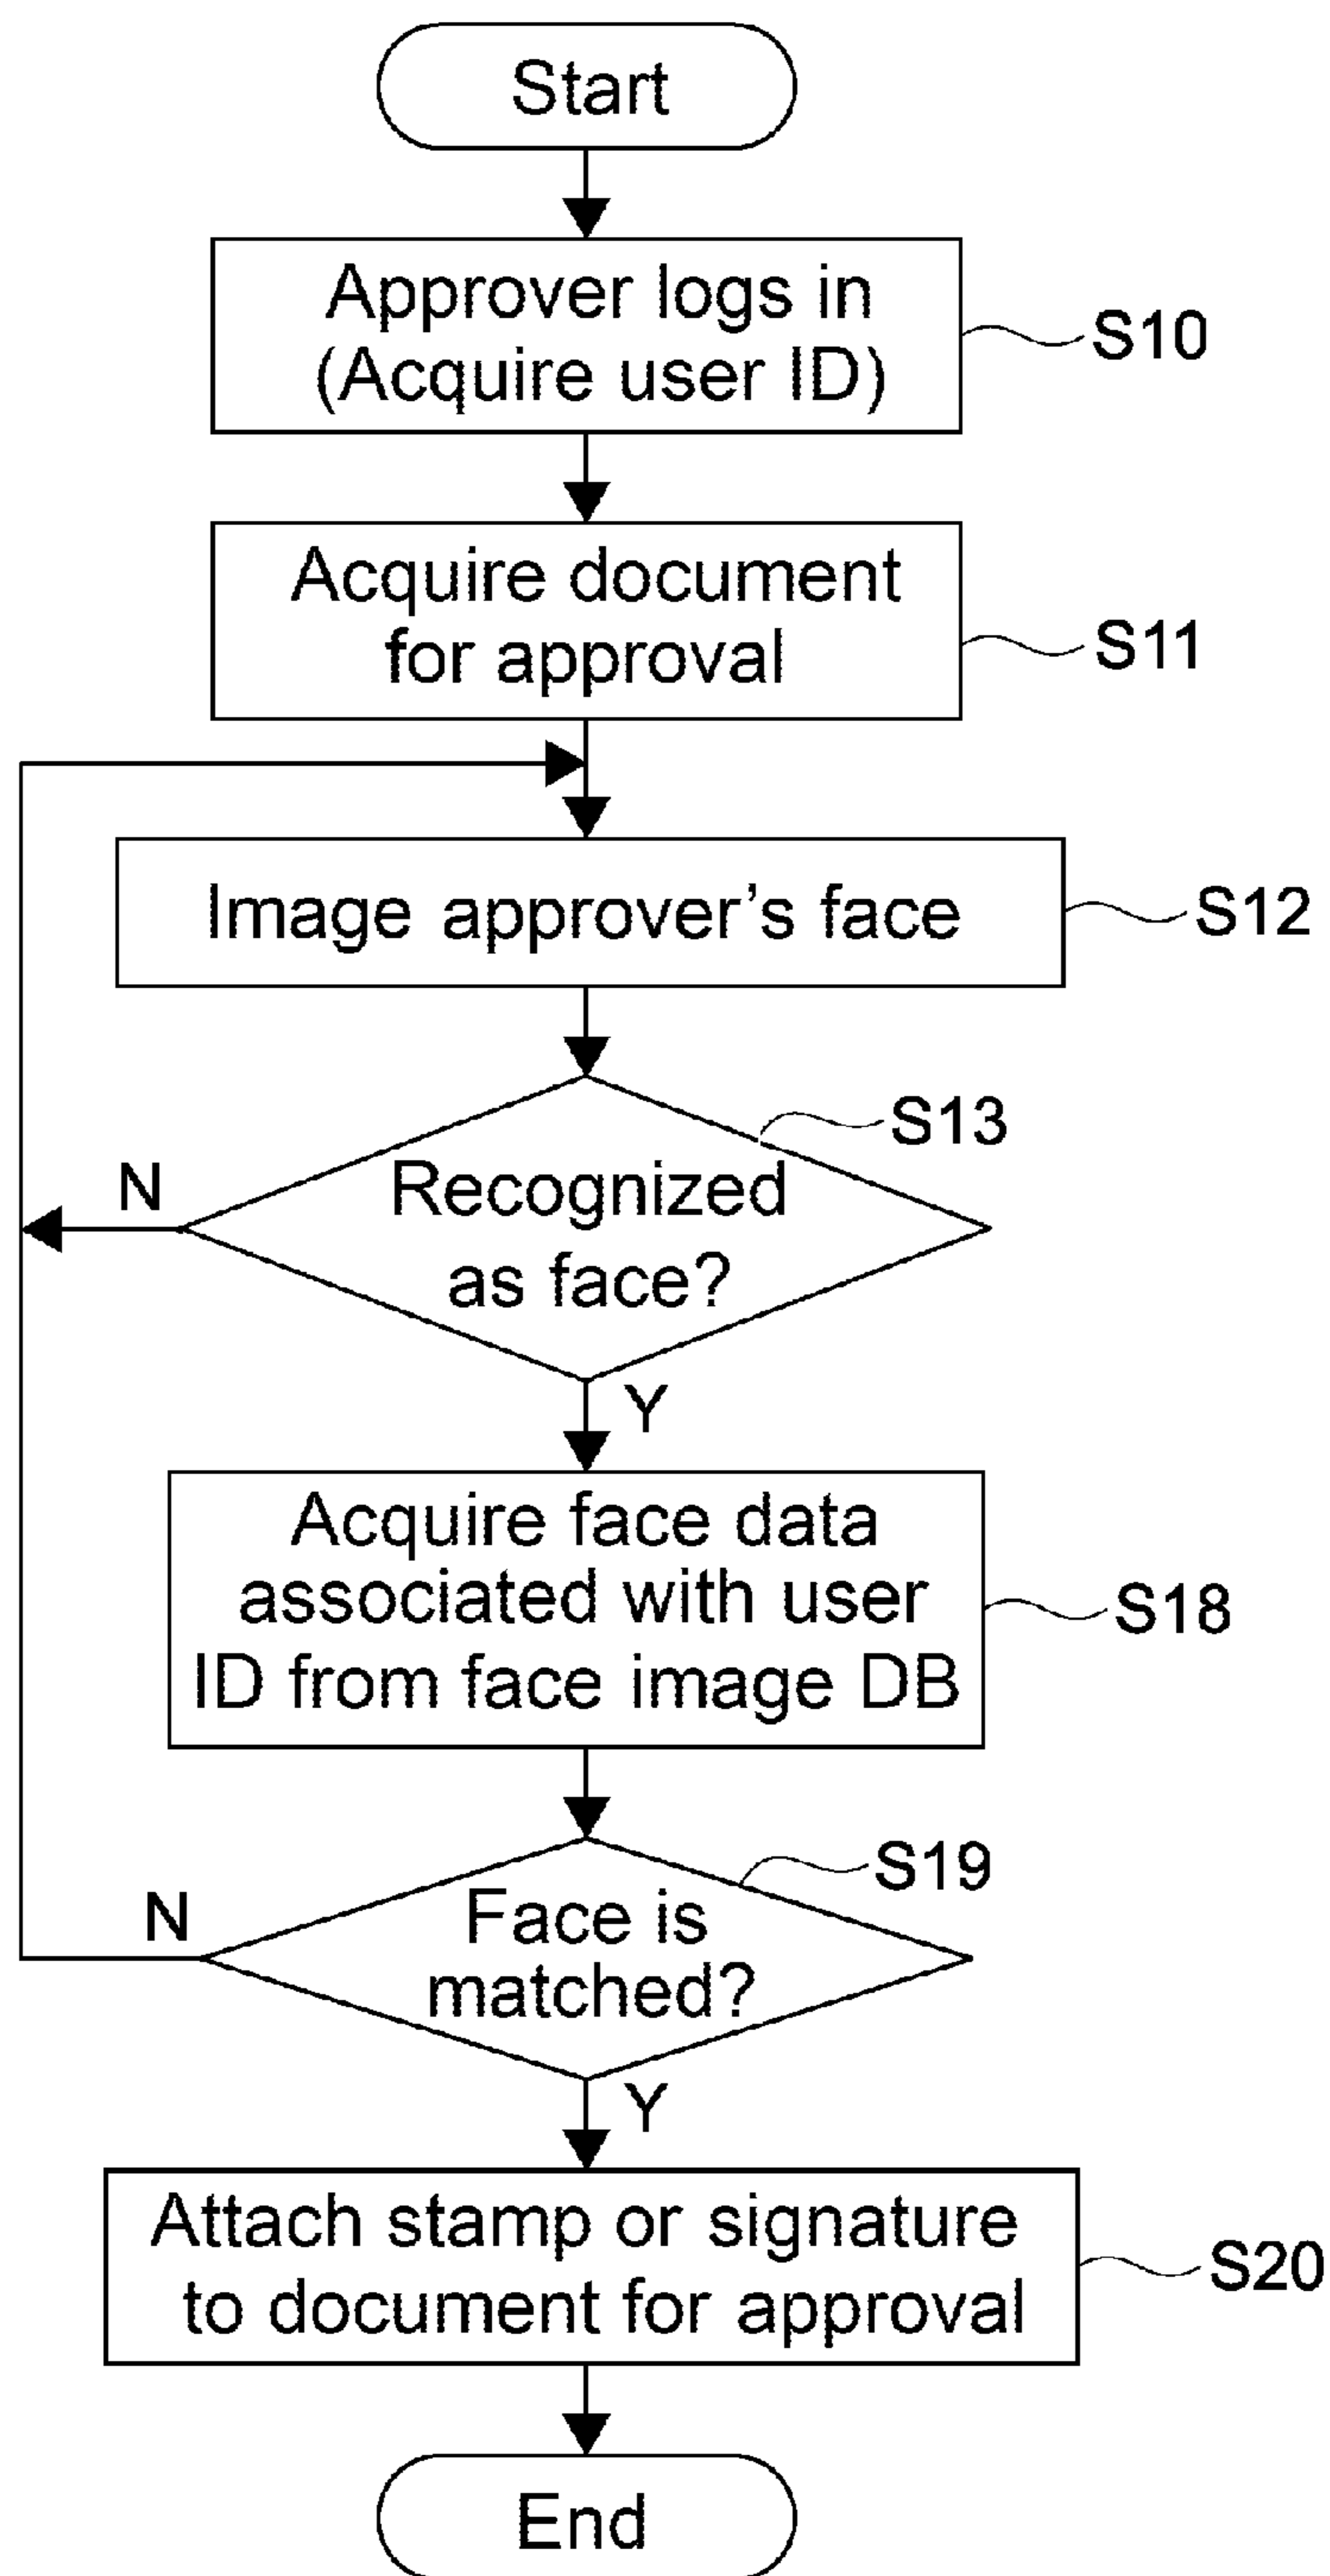 Start
Approver logs in
(Acquire user ID)
S10
Acquire document
for approval
S11
Image approver’s face
S12
S13
Recognized
as face?
N
Y
Acquire face data
associated with user
ID from face image DB
S18
S19
Face is
matched?
N
Y
Attach stamp or signature
to document for approval
S20
End